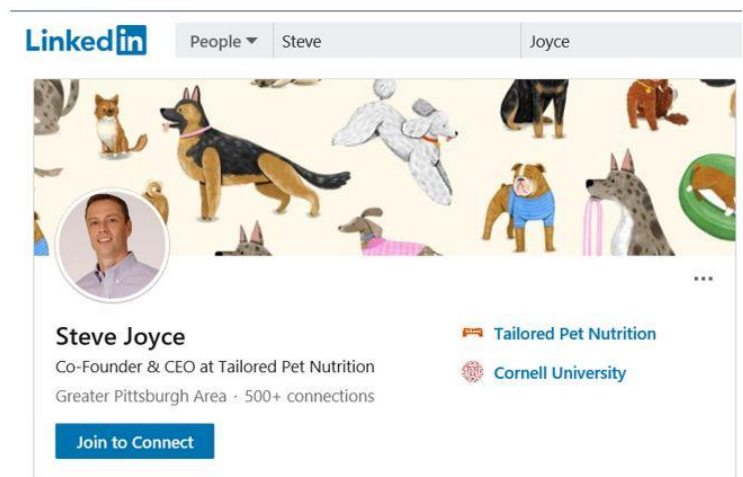 Linkedin People Steve Joyce
...
Steve Joyce
Co-Founder & CEO at Tailored Pet Nutrition
Greater Pittsburgh Area · 500+ connections
Join to Connect
Tailored Pet Nutrition
Cornell University